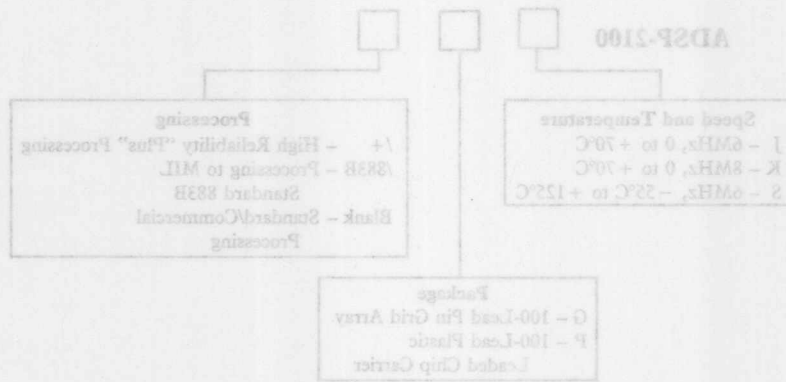 ADSP-2100
Speed and Temperature
J – 6MHz, 0 to +70°C
K – 8MHz, 0 to +70°C
S – 6MHz, −55°C to +125°C
Package
G – 100-Lead Pin Grid Array
P – 100-Lead Plastic
Leaded Chip Carrier
Processing
/+ – High Reliability "Plus" Processing
/883B – Processing to MIL
Standard 883B
Blank – Standard/Commercial
Processing